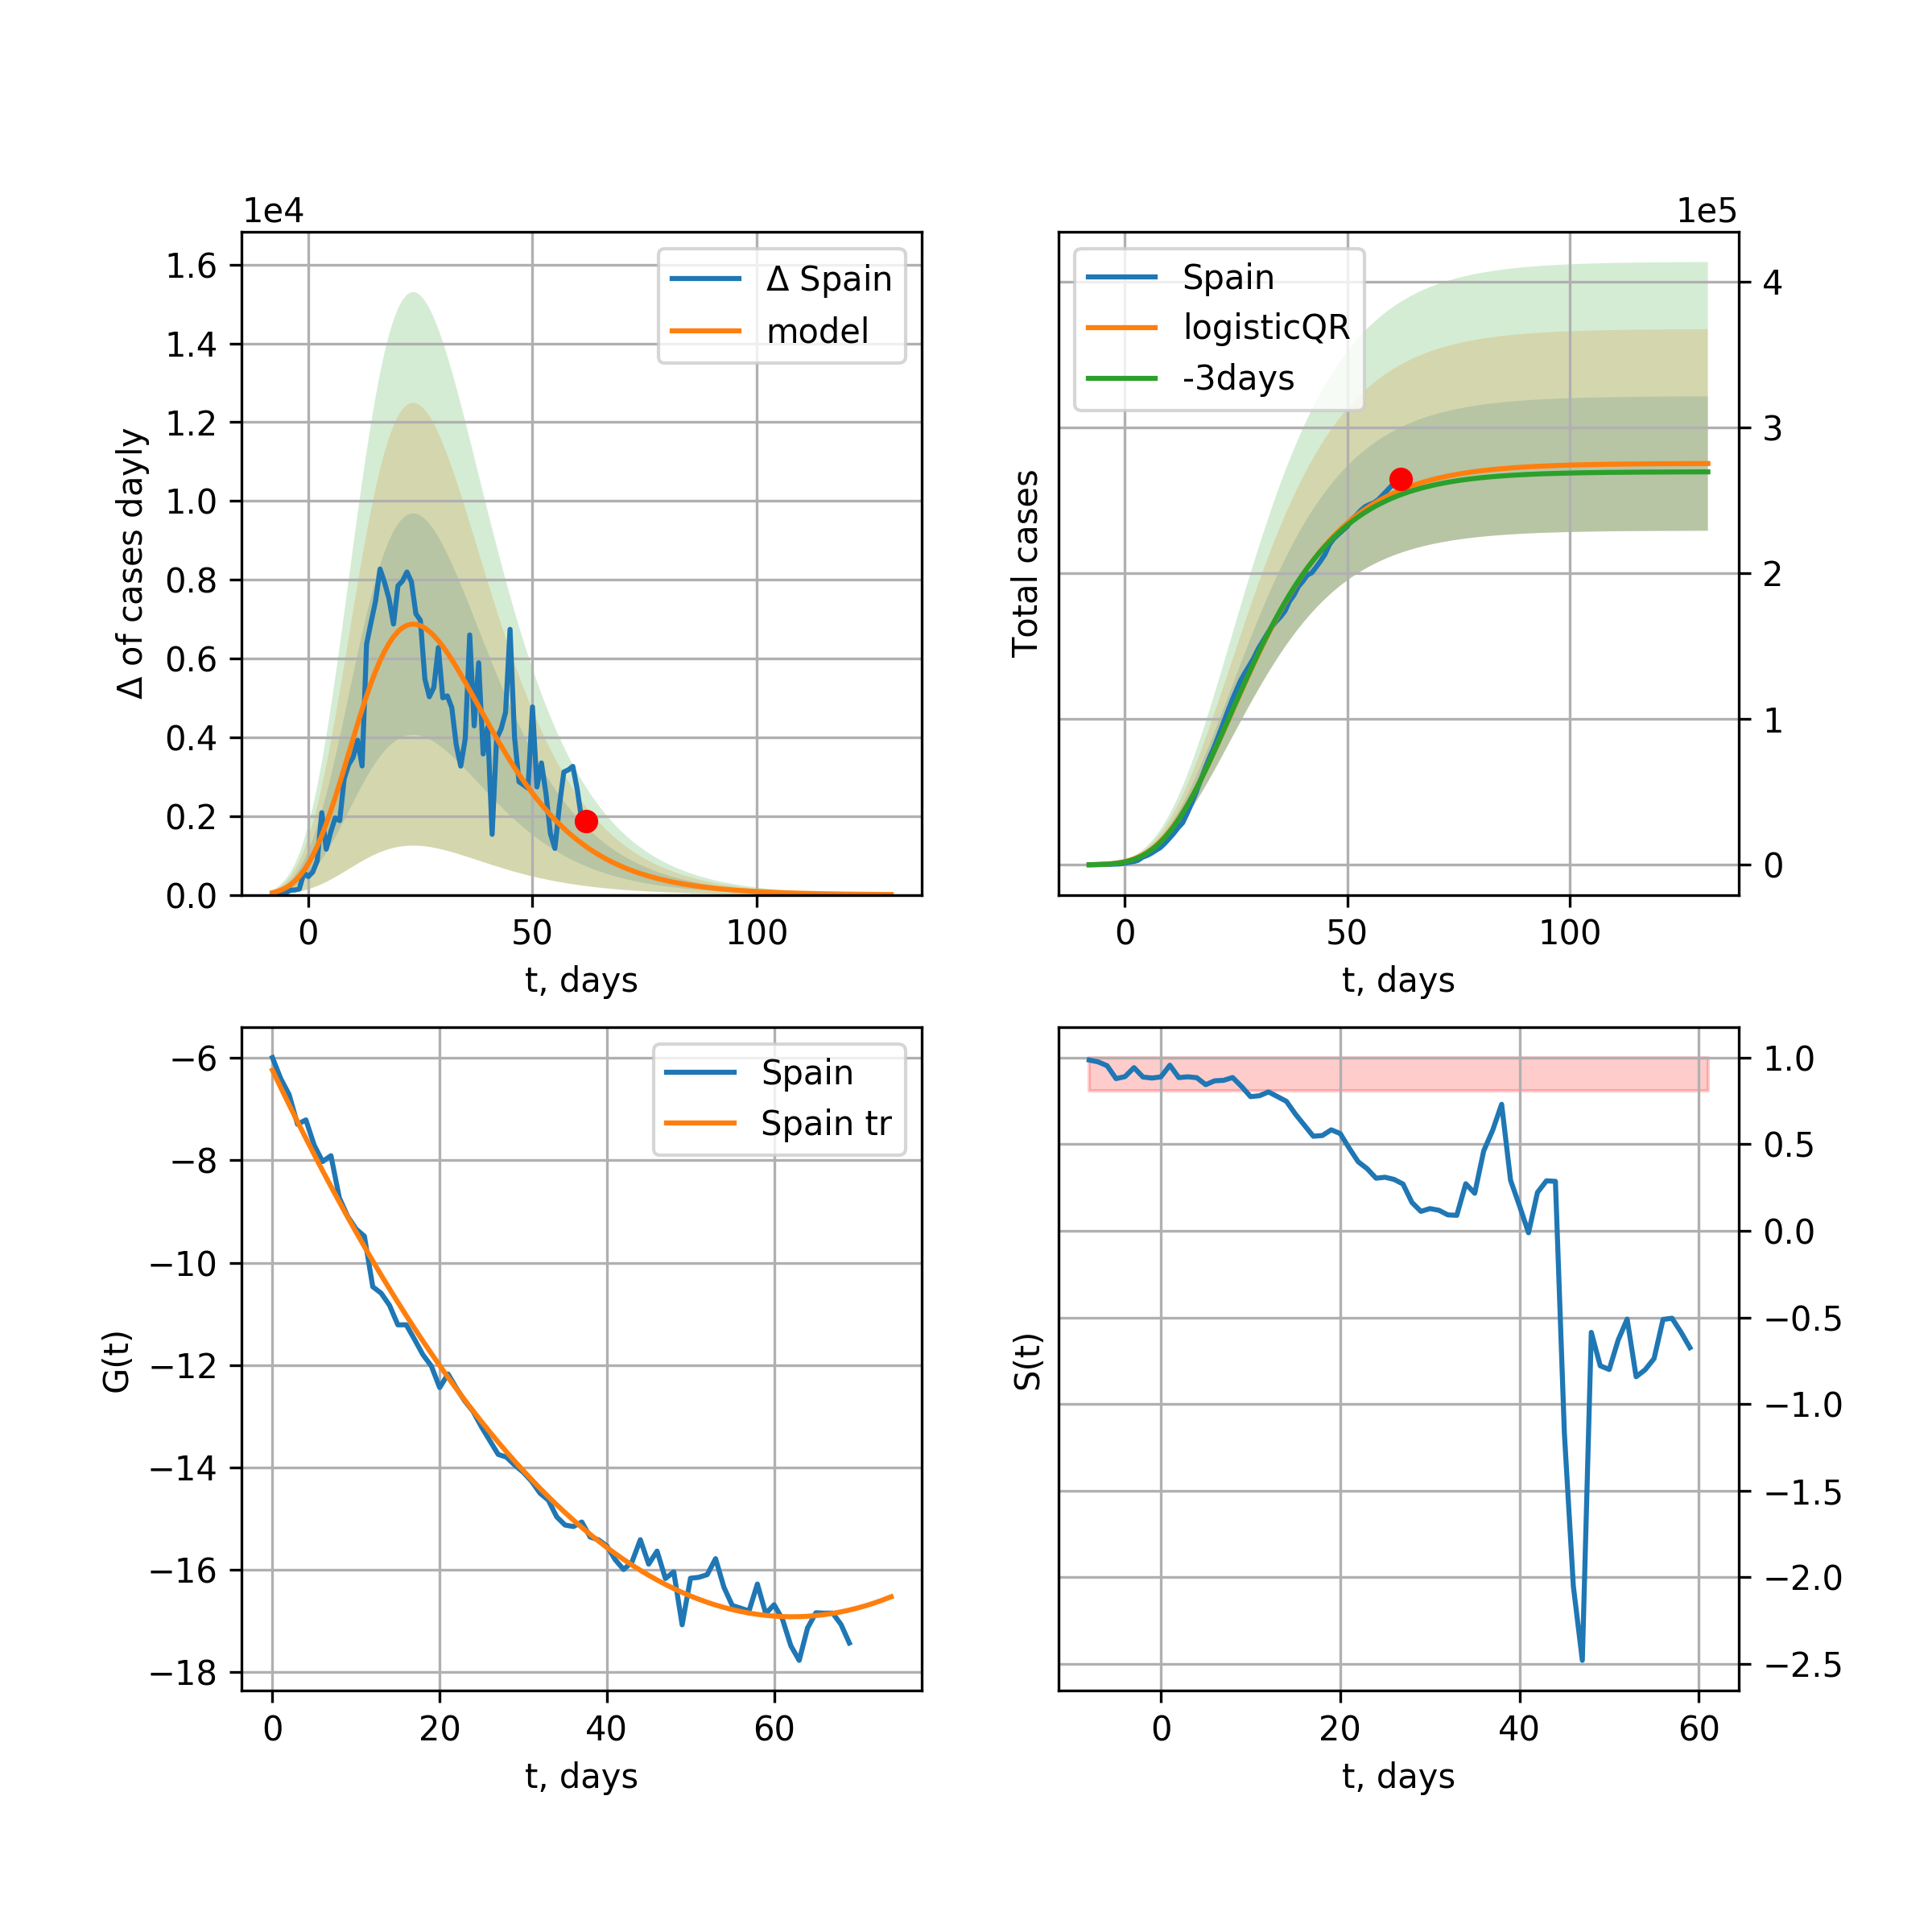 1e4
Δ of cases dayly
1.6
1.4
1.2
1.0
0.8
0.6
0.4
0.2
0.0
Δ Spain
model
0
50
100
t, days
1e5
Total cases
Spain
logisticQR
-3days
4
3
2
1
0
0
50
100
t, days
G(t)
−6
−8
−10
−12
−14
−16
−18
Spain
Spain tr
0
20
40
60
t, days
S(t)
1.0
0.5
0.0
−0.5
−1.0
−1.5
−2.0
−2.5
0
20
40
60
t, days